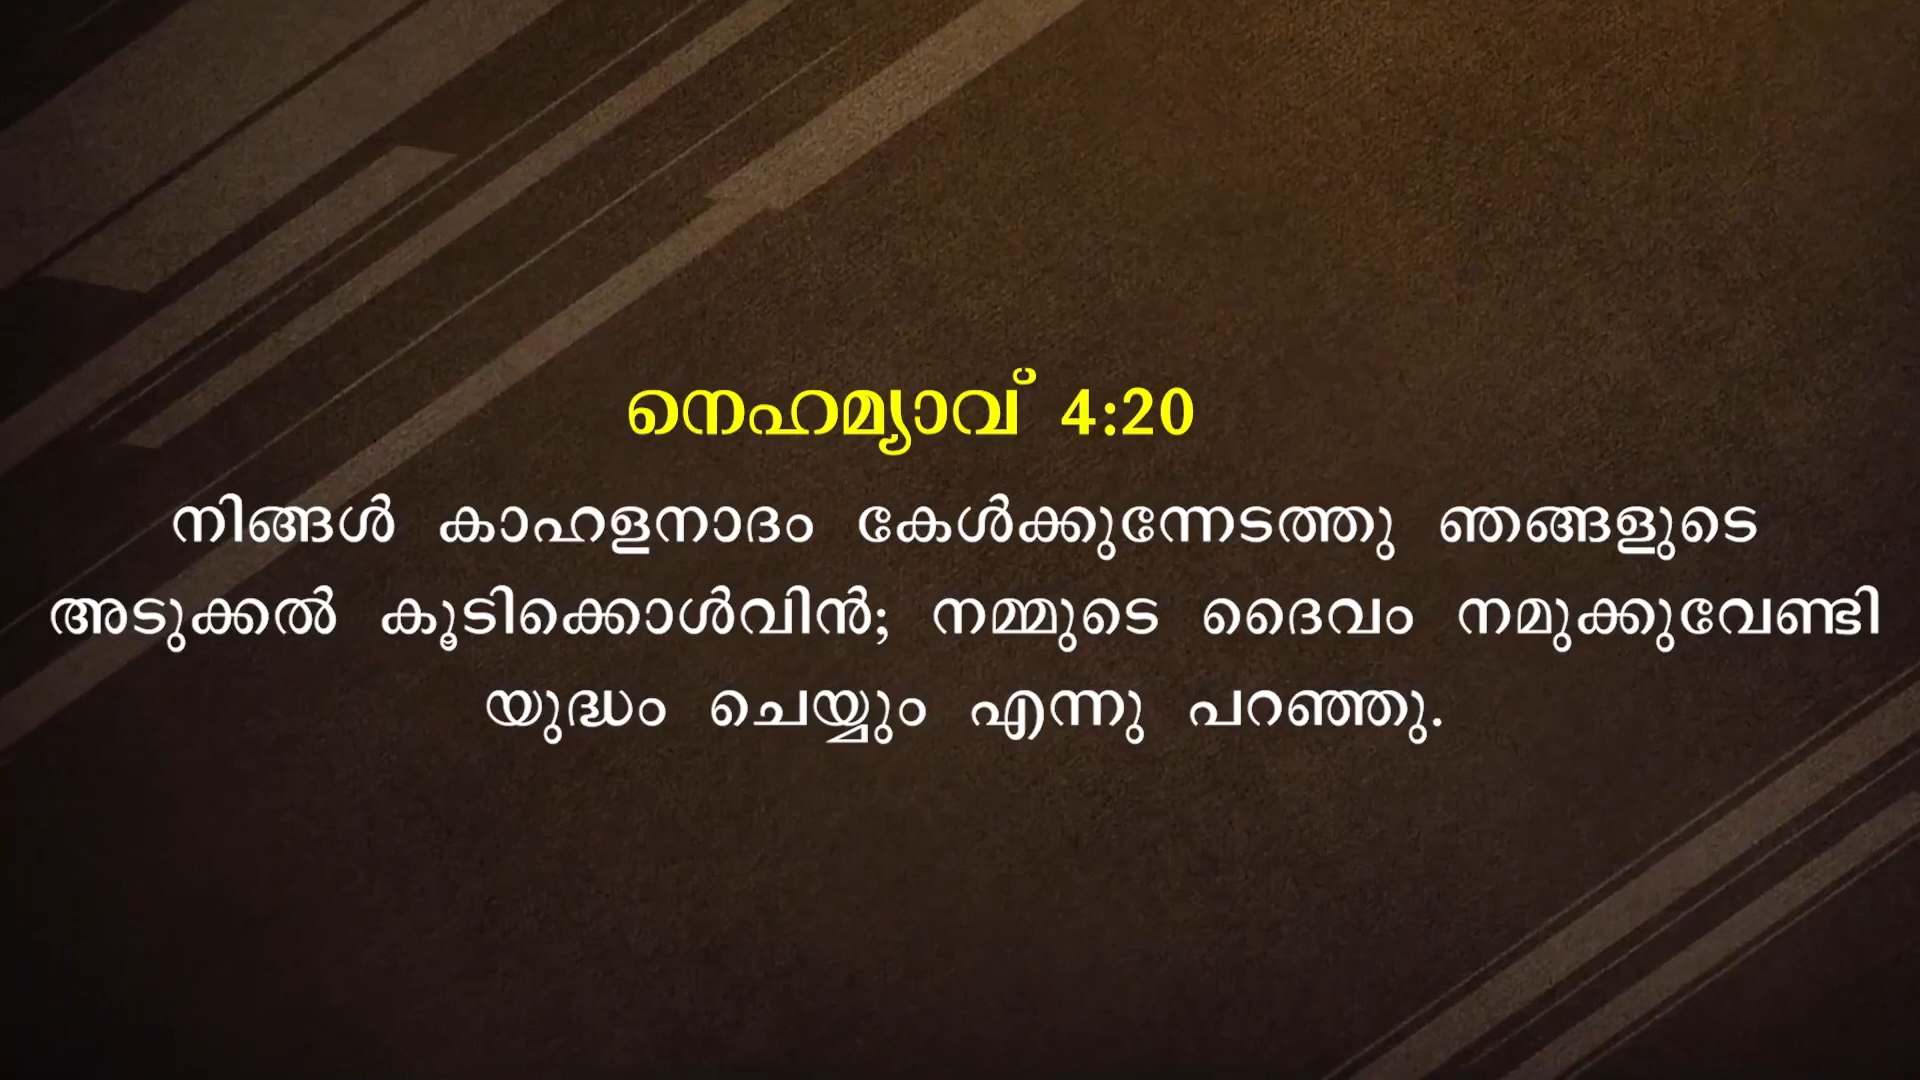 നെഹമ്യാവ് 4:20
നിങ്ങൾ കാഹളനാദം കേൾക്കുന്നേടത്തു ഞങ്ങളുടെ
അടുക്കൽ കൂടിക്കൊൾവിൻ; നമ്മുടെ ദൈവം നമുക്കുവേണ്ടി
യുദ്ധം ചെയ്യും എന്നു പറഞ്ഞു.